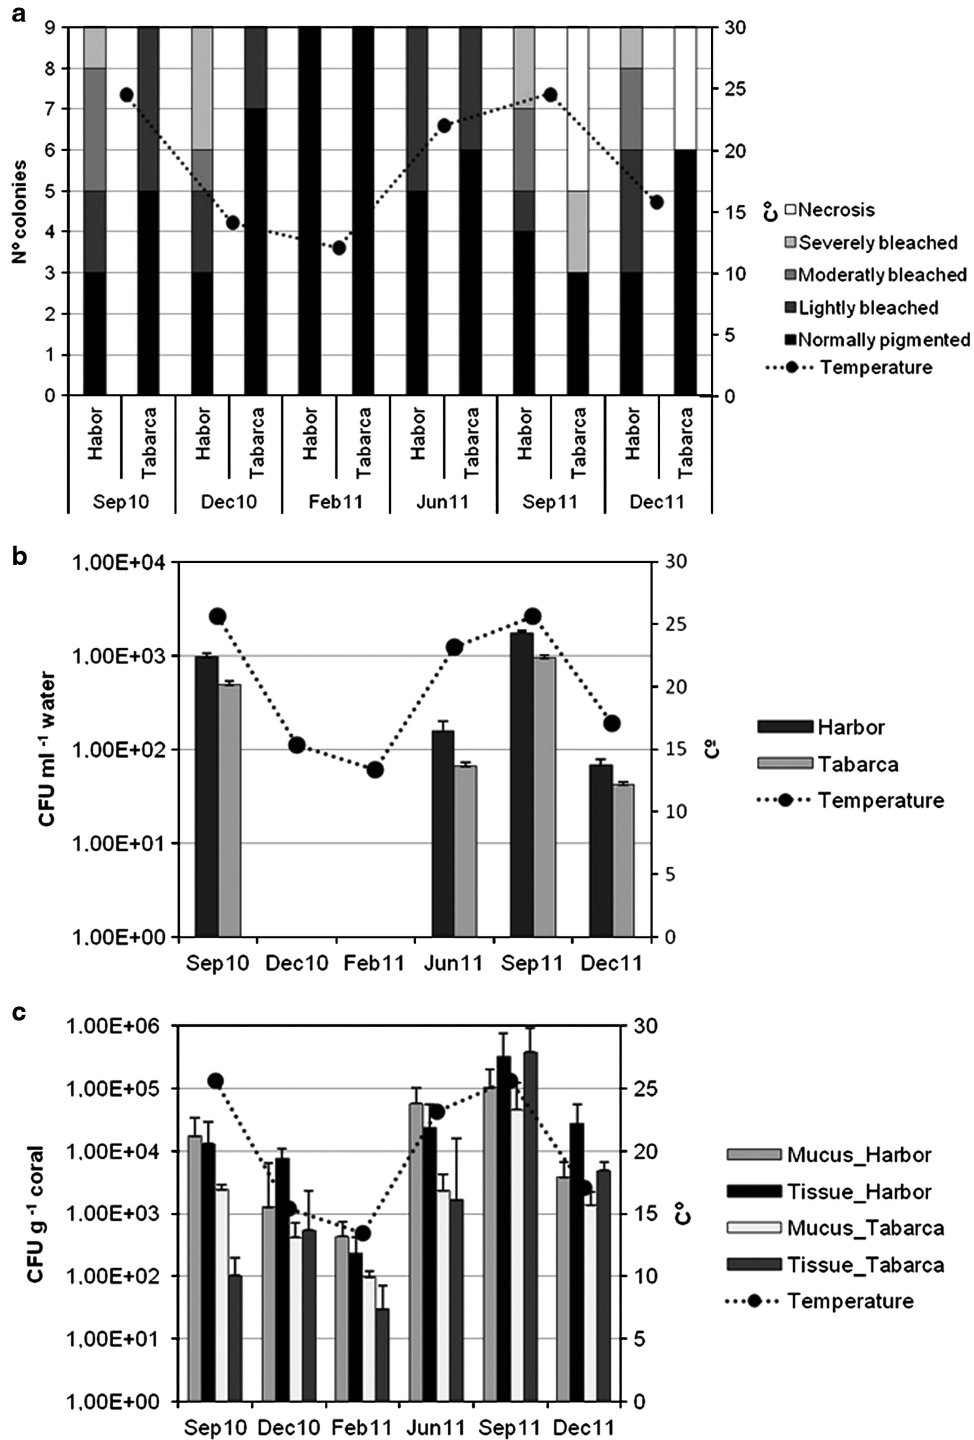 a
9
8
7
6
5
4
3
2
1
0
N° colonies
30
25
20
15
10
5
0
C°
Necrosis
Severely bleached
Moderatly bleached
Lightly bleached
Normally pigmented
Temperature
Habor Tabarca Habor Tabarca Habor Tabarca Habor Tabarca Habor Tabarca Habor Tabarca
Sep10 Dec10 Feb11 Jun11 Sep11 Dec11
b
1.00E+04
1.00E+03
1.00E+02
1.00E+01
1.00E+00
CFU ml -1 water
30
25
20
15
10
5
0
Cº
Harbor
Tabarca
Temperature
Sep10 Dec10 Feb11 Jun11 Sep11 Dec11
c
1.00E+06
1.00E+05
1.00E+04
1.00E+03
1.00E+02
1.00E+01
1,00E+00
CFU g -1 coral
30
25
20
15
10
5
0
C°
Mucus_Harbor
Tissue_Harbor
Mucus_Tabarca
Tissue_Tabarca
Temperature
Sep10 Dec10 Feb11 Jun11 Sep11 Dec11